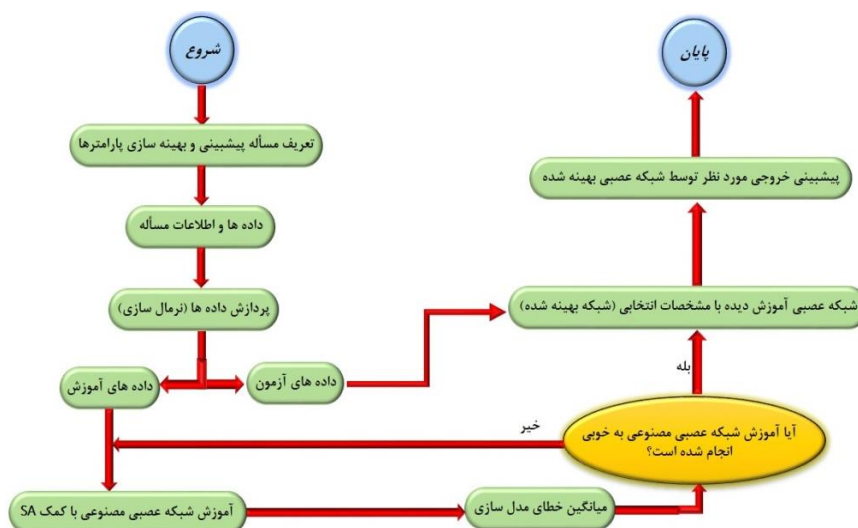 شروع
پایان
تعریف مسأله پیشبینی و بهینه سازی پارامترها
پیشبینی خروجی مورد نظر توسط شبکه عصبی بهینه شده
داده ها و اطلاعات مسأله
پردازش داده ها (نرمال سازی)
شبکه عصبی آموزش دیده با مشخصات انتخابی (شبکه بهینه شده)
داده های آموزش
داده های آزمون
بله
خیر
آیا آموزش شبکه عصبی مصنوعی به خوبی
انجام شده است؟
آموزش شبکه عصبی مصنوعی با کمک SA
میانگین خطای مدل سازی